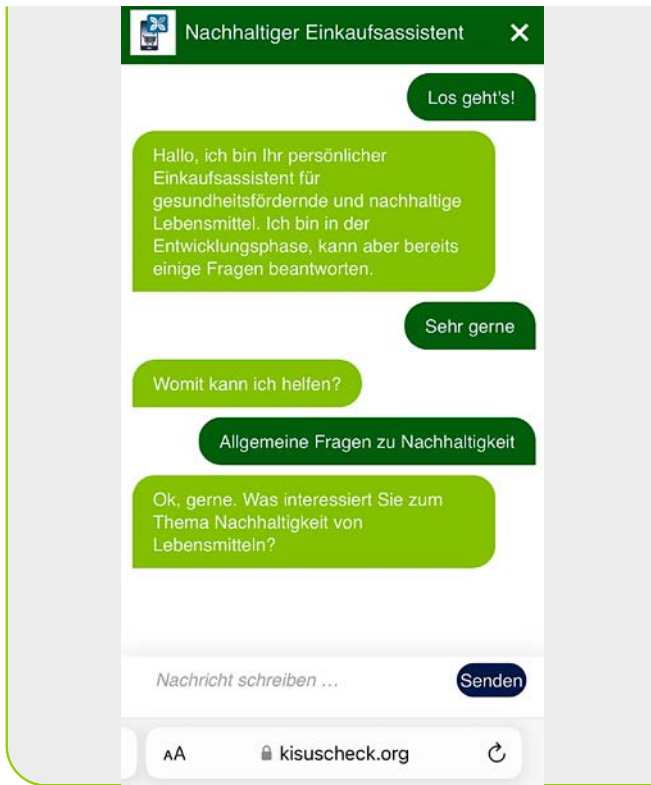 Nachhaltiger Einkaufsassistent ×
Los geht's!
Hallo, ich bin Ihr persönlicher
Einkaufsassistent für
gesundheitsfördernde und nachhaltige
Lebensmittel. Ich bin in der
Entwicklungsphase, kann aber bereits
einige Fragen beantworten.
Sehr gerne
Womit kann ich helfen?
Allgemeine Fragen zu Nachhaltigkeit
Ok, gerne. Was interessiert Sie zum
Thema Nachhaltigkeit von
Lebensmitteln?
Nachricht schreiben ... Senden
AA kisuscheck.org